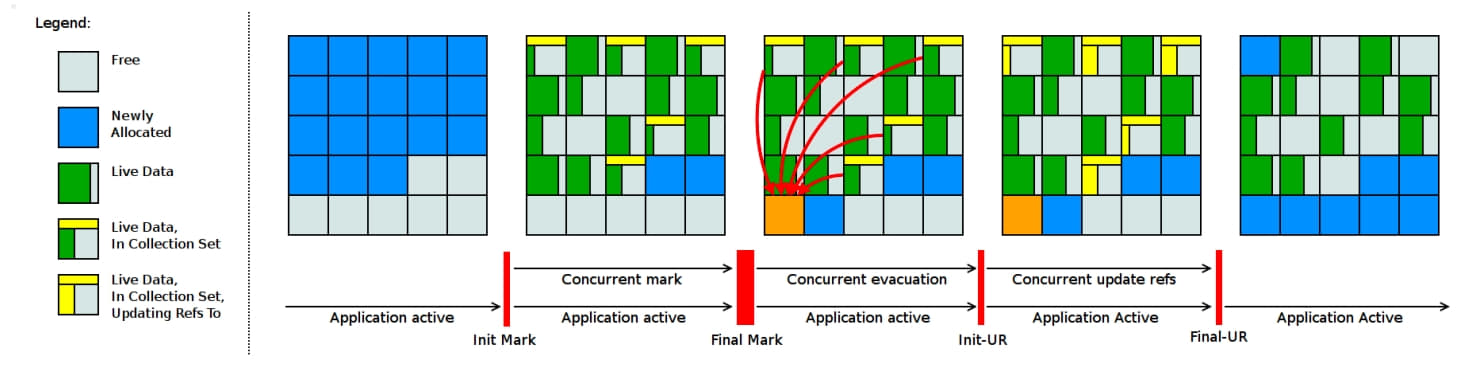 Legend:
Free
Newly
Allocated
Live Data
Live Data,
In Collection Set
Live Data,
In Collection Set,
Updating Refs To
Concurrent mark
Concurrent evacuation
Concurrent update refs
Application active
Application active
Application active
Application Active
Application Active
Init Mark
Final Mark
Init-UR
Final-UR